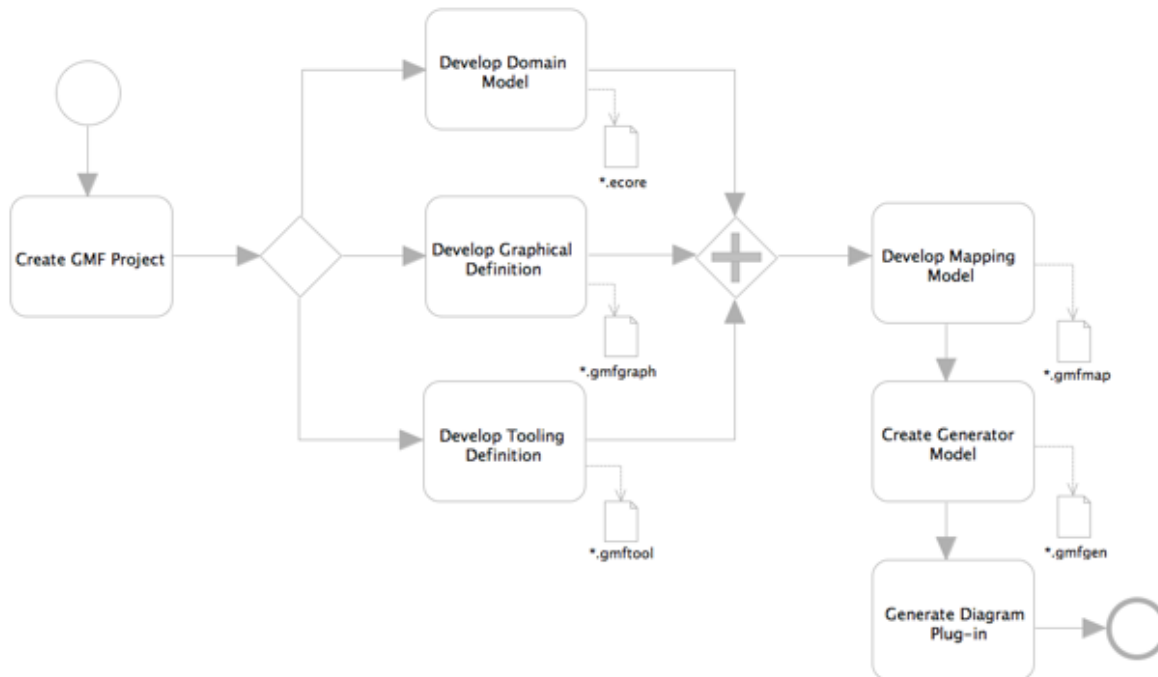 Develop Domain
Model
*.ecore
Create GMF Project
Develop Graphical
Definition
*.gmfgraph
Develop Mapping
Model
*.gmfmap
Develop Tooling
Definition
*.gmftool
Create Generator
Model
*.gmfgen
Generate Diagram
Plug-in